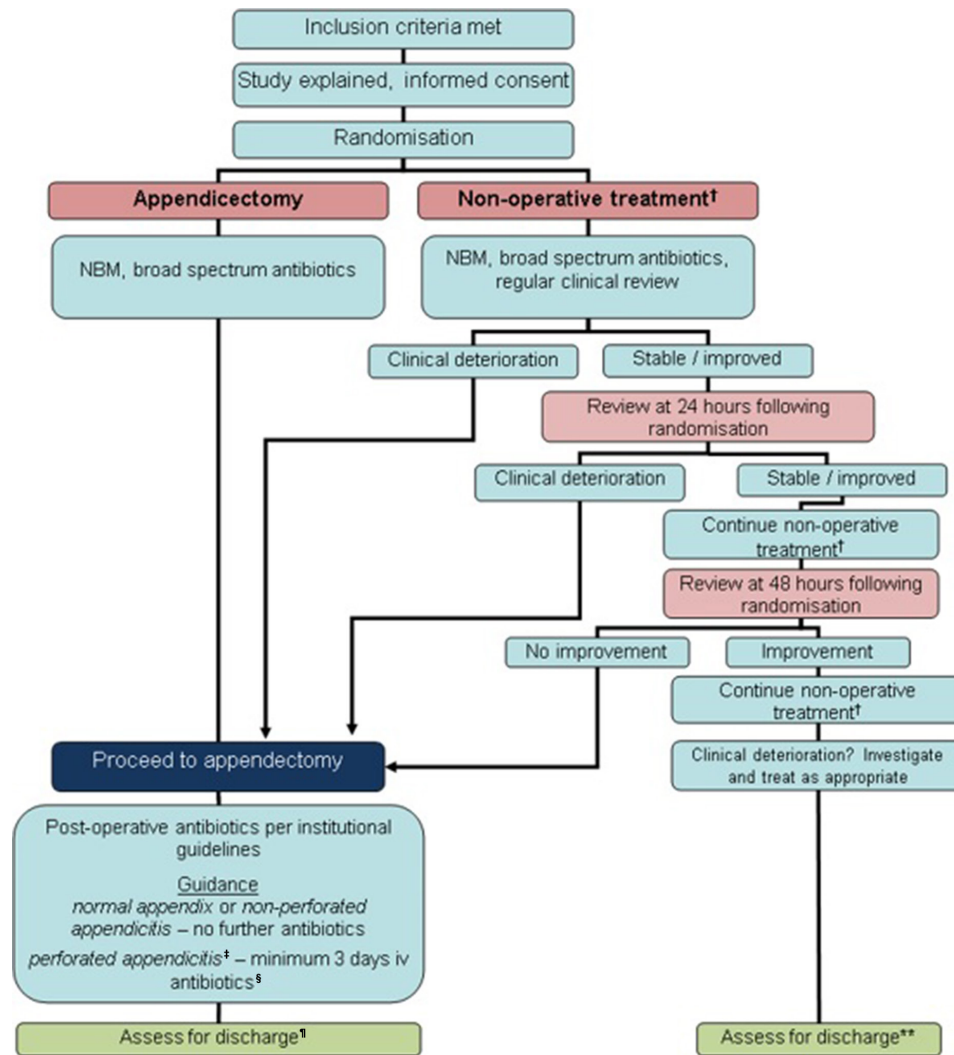 Inclusion criteria met
Study explained, informed consent
Randomisation
Appendicectomy
Non-operative treatment†
NBM, broad spectrum antibiotics
NBM, broad spectrum antibiotics,
regular clinical review
Clinical deterioration
Stable / improved
Review at 24 hours following
randomisation
Clinical deterioration
Stable / improved
Continue non-operative
treatment†
Review at 48 hours following
randomisation
No improvement
Improvement
Continue non-operative
treatment†
Proceed to appendectomy
Clinical deterioration? Investigate
and treat as appropriate
Post-operative antibiotics per institutional
guidelines
Guidance
normal appendix or non-perforated
appendicitis – no further antibiotics
perforated appendicitis‡ – minimum 3 days iv
antibiotics§
Assess for discharge¶
Assess for discharge**